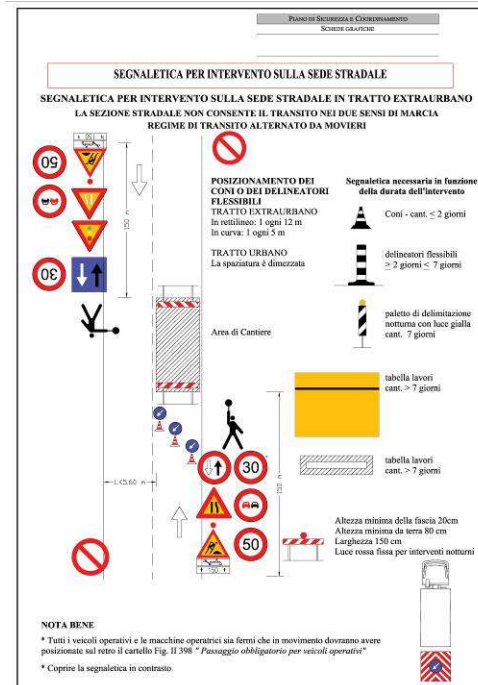 PIANO DI SICUREZZA E COORDINAMENTO
SCHEDE GRAFICHE
SEGNALETICA PER INTERVENTO SULLA SEDE STRADALE
SEGNALETICA PER INTERVENTO SULLA SEDE STRADALE IN TRATTO EXTRAURBANO
LA SEZIONE STRADALE NON CONSENTE IL TRANSITO NEI DUE SENSI DI MARCIA
REGIME DI TRANSITO ALTERNATO DA MOVIERI
150
50
30
250 m
POSIZIONAMENTO DEI
CONI O DEI DELINEATORI
FLESSIBILI
TRATTO EXTRAURBANO
In rettilineo: 1 ogni 12 m
In curva: 1 ogni 5 m
TRATTO URBANO
La spaziatura è dimezzata
Segnaletica necessaria in funzione
della durata dell'intervento
Coni - cant. ≤ 2 giorni
delineatori flessibili
≥ 2 giorni ≤ 7 giorni
paletto di delimitazione
notturna con luce gialla
cant. 7 giorni
Area di Cantiere
tabella lavori
cant. > 7 giorni
tabella lavori
cant. > 7 giorni
30
50
150
250 m
L<5.60 m
Altezza minima della fascia 20cm
Altezza minima da terra 80 cm
Larghezza 150 cm
Luce rossa fissa per interventi notturni
NOTA BENE
* Tutti i veicoli operativi e le macchine operatrici sia fermi che in movimento dovranno avere
posizionate sul retro il cartello Fig. II 398 " Passaggio obbligatorio per veicoli operativi"
* Coprire la segnaletica in contrasto